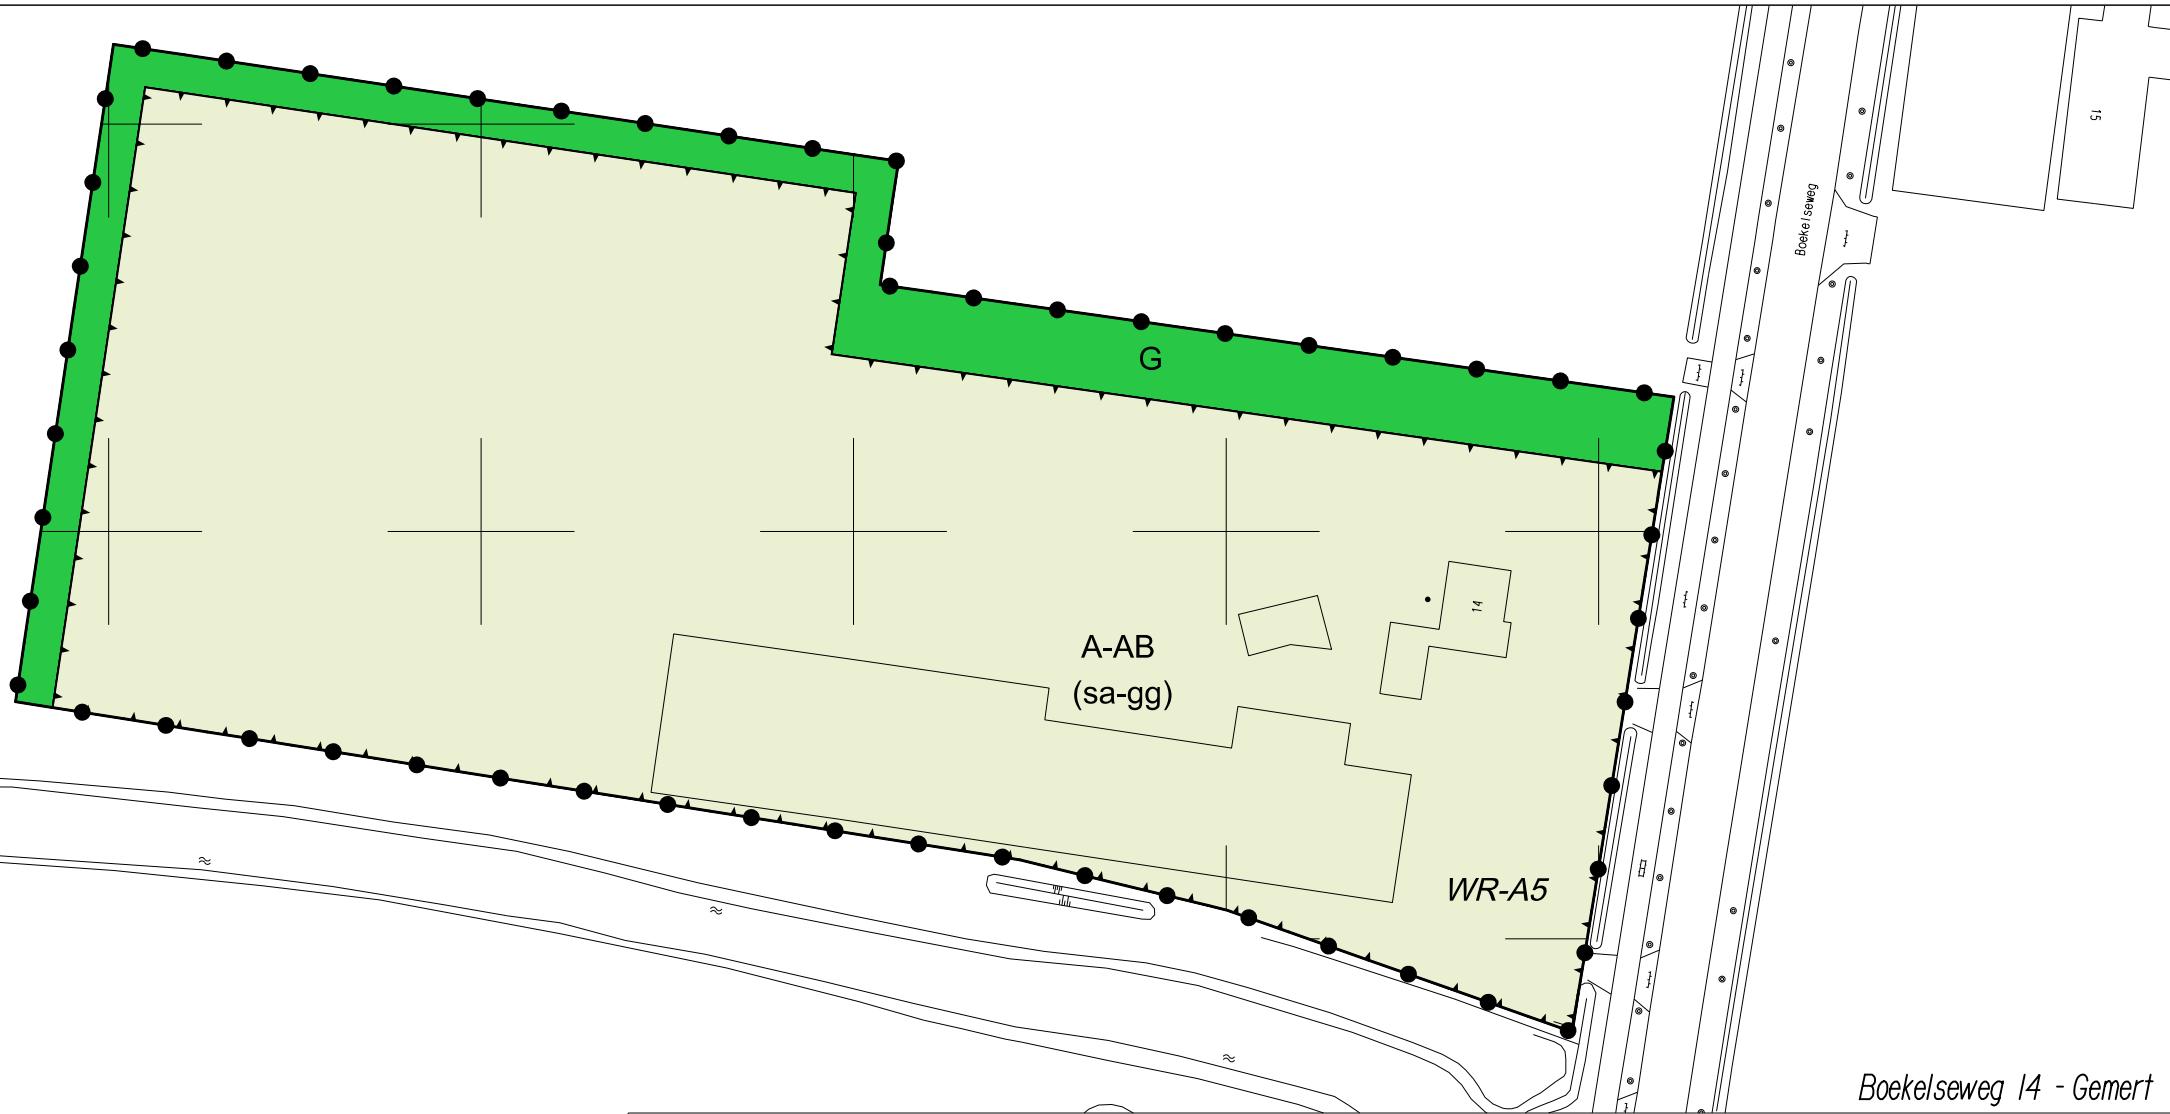 15
Boekelseweg
G
14
A-AB
(sa-gg)
WR-A5
Boekelseweg 14 - Gemert